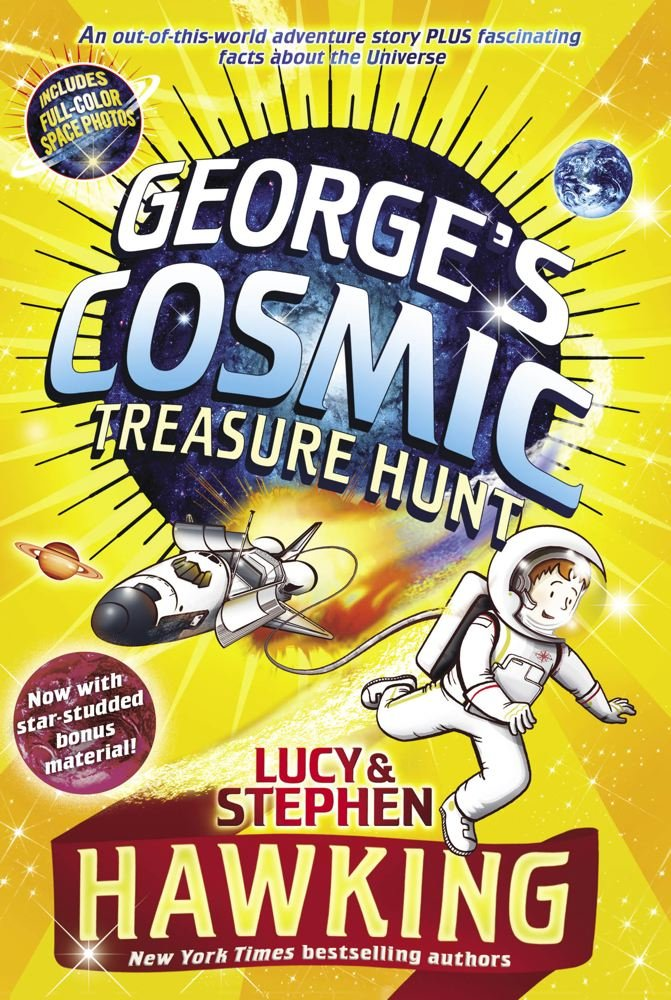 An out-of-this-world adventure story PLUS fascinating
facts about the Universe
INCLUDES
FULL-COLOR
SPACE PHOTOS
GEORGE'S
COSMIC
TREASURE HUNT
Now with
star-studded
bonus
material!
LUCY &
STEPHEN
HAWKING
New York Times bestselling authors